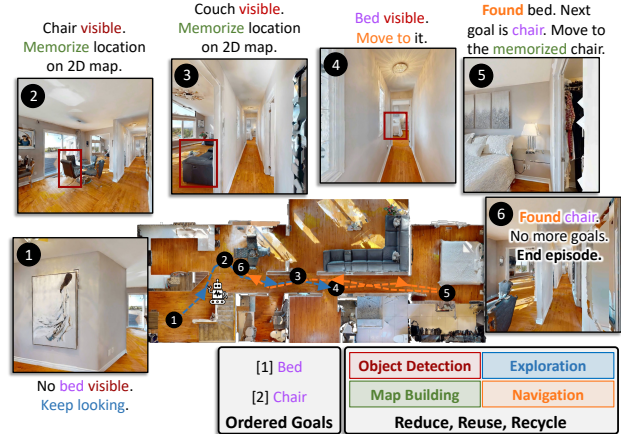 Chair visible.
Memorize location
on 2D map.
2
Couch visible.
Memorize location
on 2D map.
3
Bed visible.
Move to it.
4
Found bed. Next
goal is chair. Move to
the memorized chair.
5
1
No bed visible.
Keep looking.
1
2
6
3
4
5
6
Found chair.
No more goals.
End episode.
[1] Bed
[2] Chair
Ordered Goals
Object Detection
Exploration
Map Building
Navigation
Reduce, Reuse, Recycle